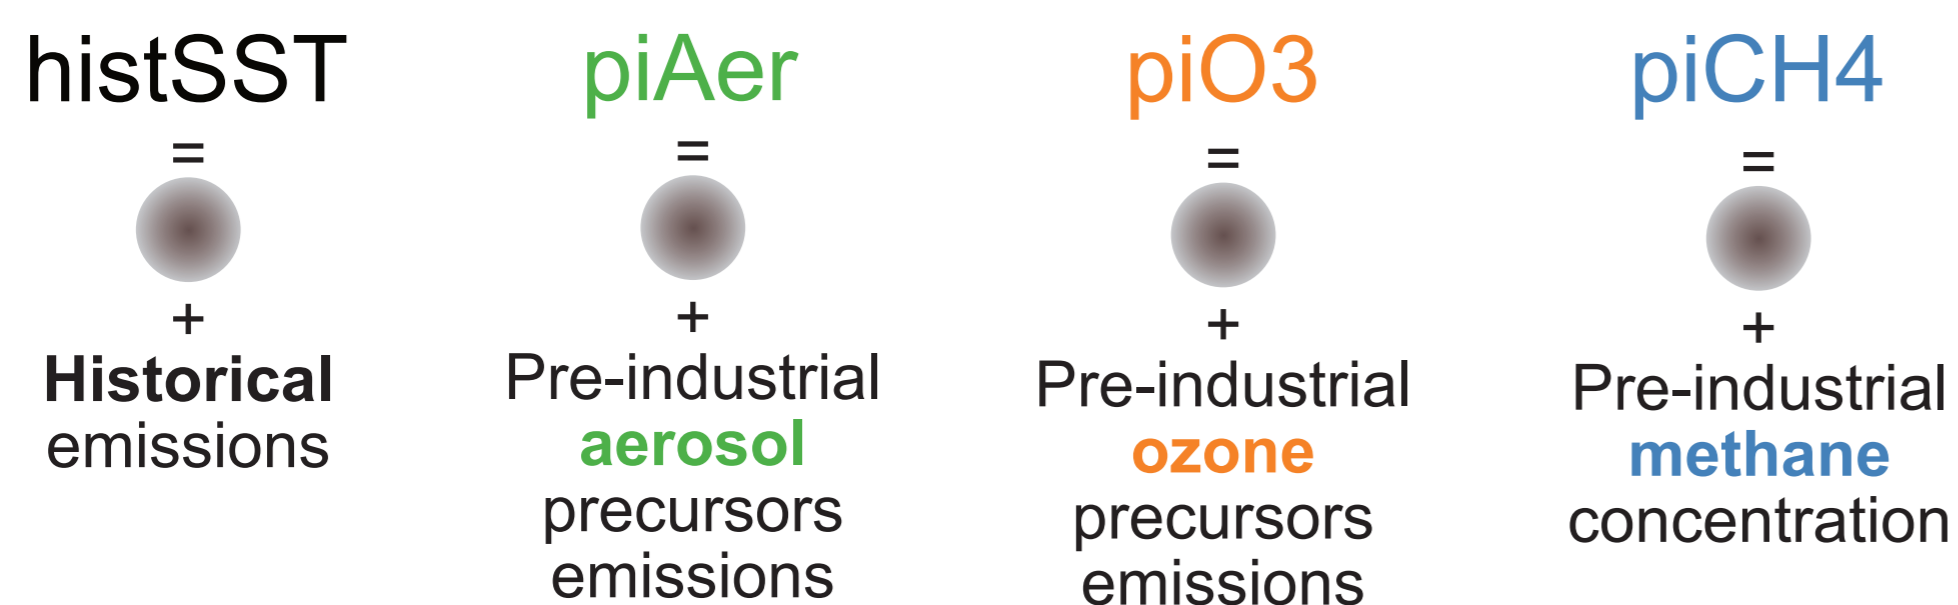 histSST
=
+
Historical
emissions
piAer
=
+
Pre-industrial
aerosol
precursors
emissions
piO3
=
+
Pre-industrial
ozone
precursors
emissions
piCH4
=
+
Pre-industrial
methane
concentration